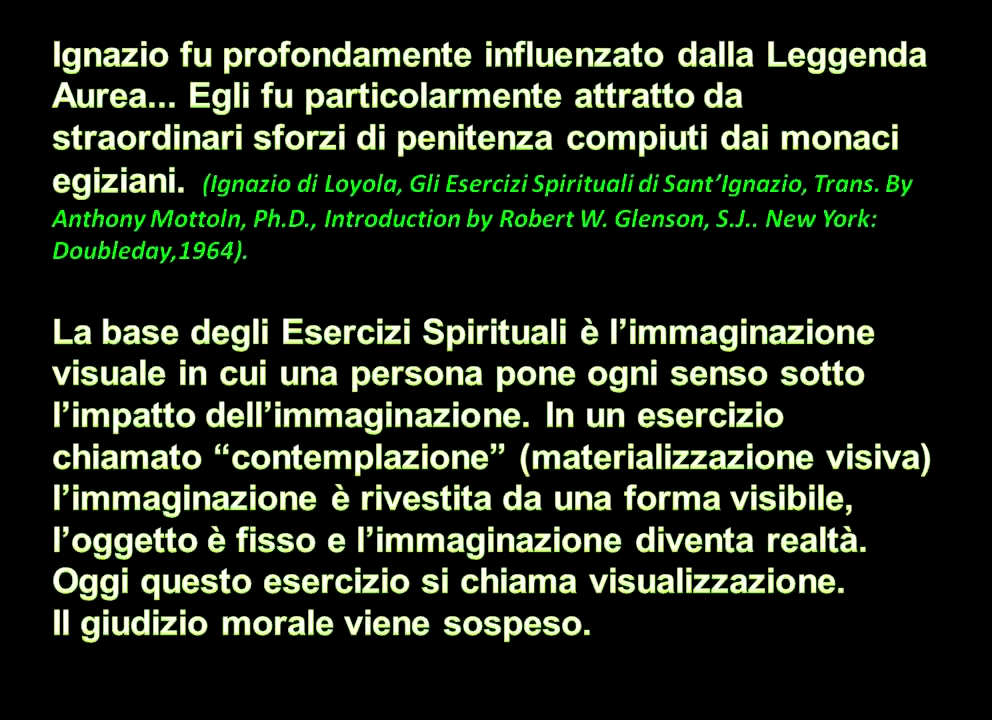 Ignazio fu profondamente influenzato dalla Leggenda
Aurea... Egli fu particolarmente attratto da
straordinari sforzi di penitenza compiuti dai monaci
egiziani. (Ignazio di Loyola, Gli Esercizi Spirituali di Sant’Ignazio, Trans. By
Anthony Mottoln, Ph.D., Introduction by Robert W. Glenson, S.J.. New York:
Doubleday,1964).
La base degli Esercizi Spirituali è l’immaginazione
visuale in cui una persona pone ogni senso sotto
l’impatto dell’immaginazione. In un esercizio
chiamato “contemplazione” (materializzazione visiva)
l’immaginazione è rivestita da una forma visibile,
l’oggetto è fisso e l’immaginazione diventa realtà.
Oggi questo esercizio si chiama visualizzazione.
Il giudizio morale viene sospeso.